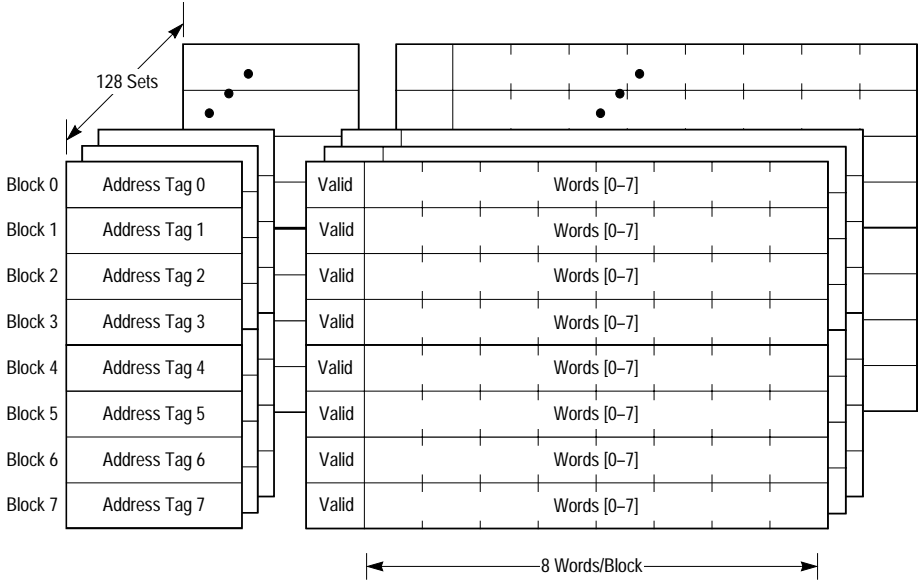 128 Sets
Block 0 Address Tag 0 Valid Words [0–7]
Block 1 Address Tag 1 Valid Words [0–7]
Block 2 Address Tag 2 Valid Words [0–7]
Block 3 Address Tag 3 Valid Words [0–7]
Block 4 Address Tag 4 Valid Words [0–7]
Block 5 Address Tag 5 Valid Words [0–7]
Block 6 Address Tag 6 Valid Words [0–7]
Block 7 Address Tag 7 Valid Words [0–7]
8 Words/Block